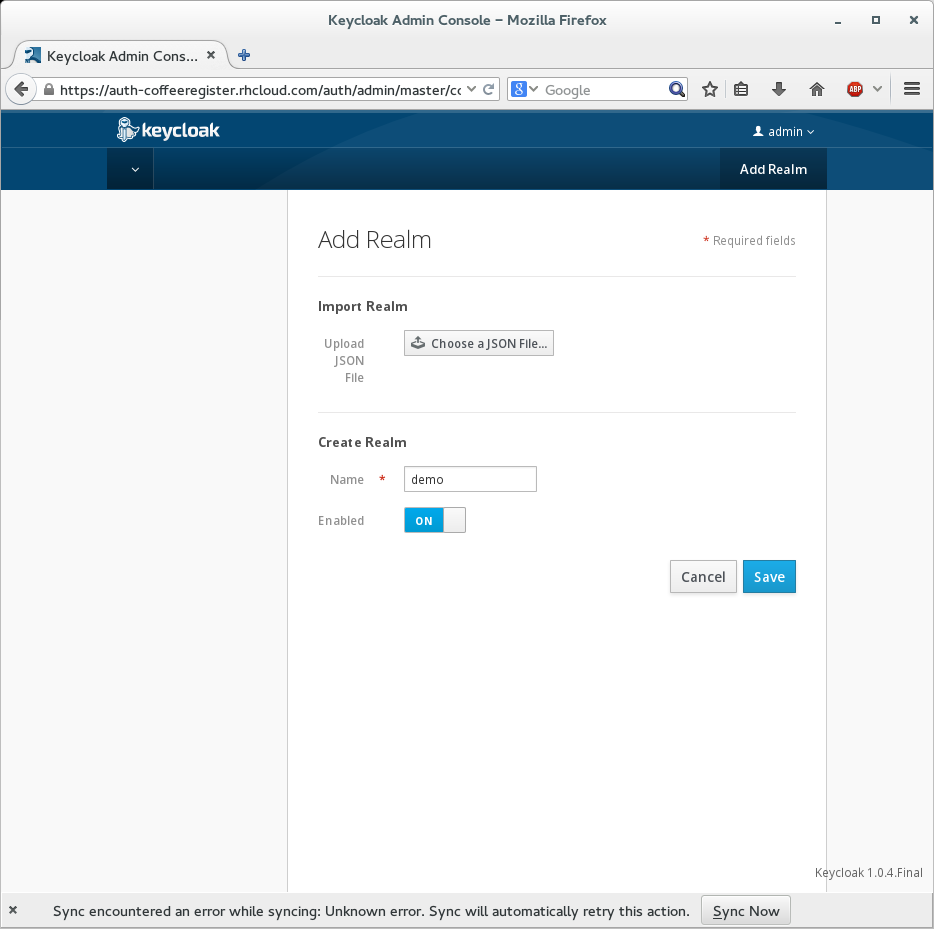 Keycloak Admin Console – Mozilla Firefox
Keycloak Admin Cons...
https://auth-coffeeregister.rhcloud.com/auth/admin/master/cc
8 Google
ABP
keycloak
admin
Add Realm
Add Realm
* Required fields
Import Realm
Upload JSON File
Choose a JSON File...
Create Realm
Name *
demo
Enabled
ON
Cancel
Save
Keycloak 1.0.4.Final
Sync encountered an error while syncing: Unknown error. Sync will automatically retry this action.
Sync Now